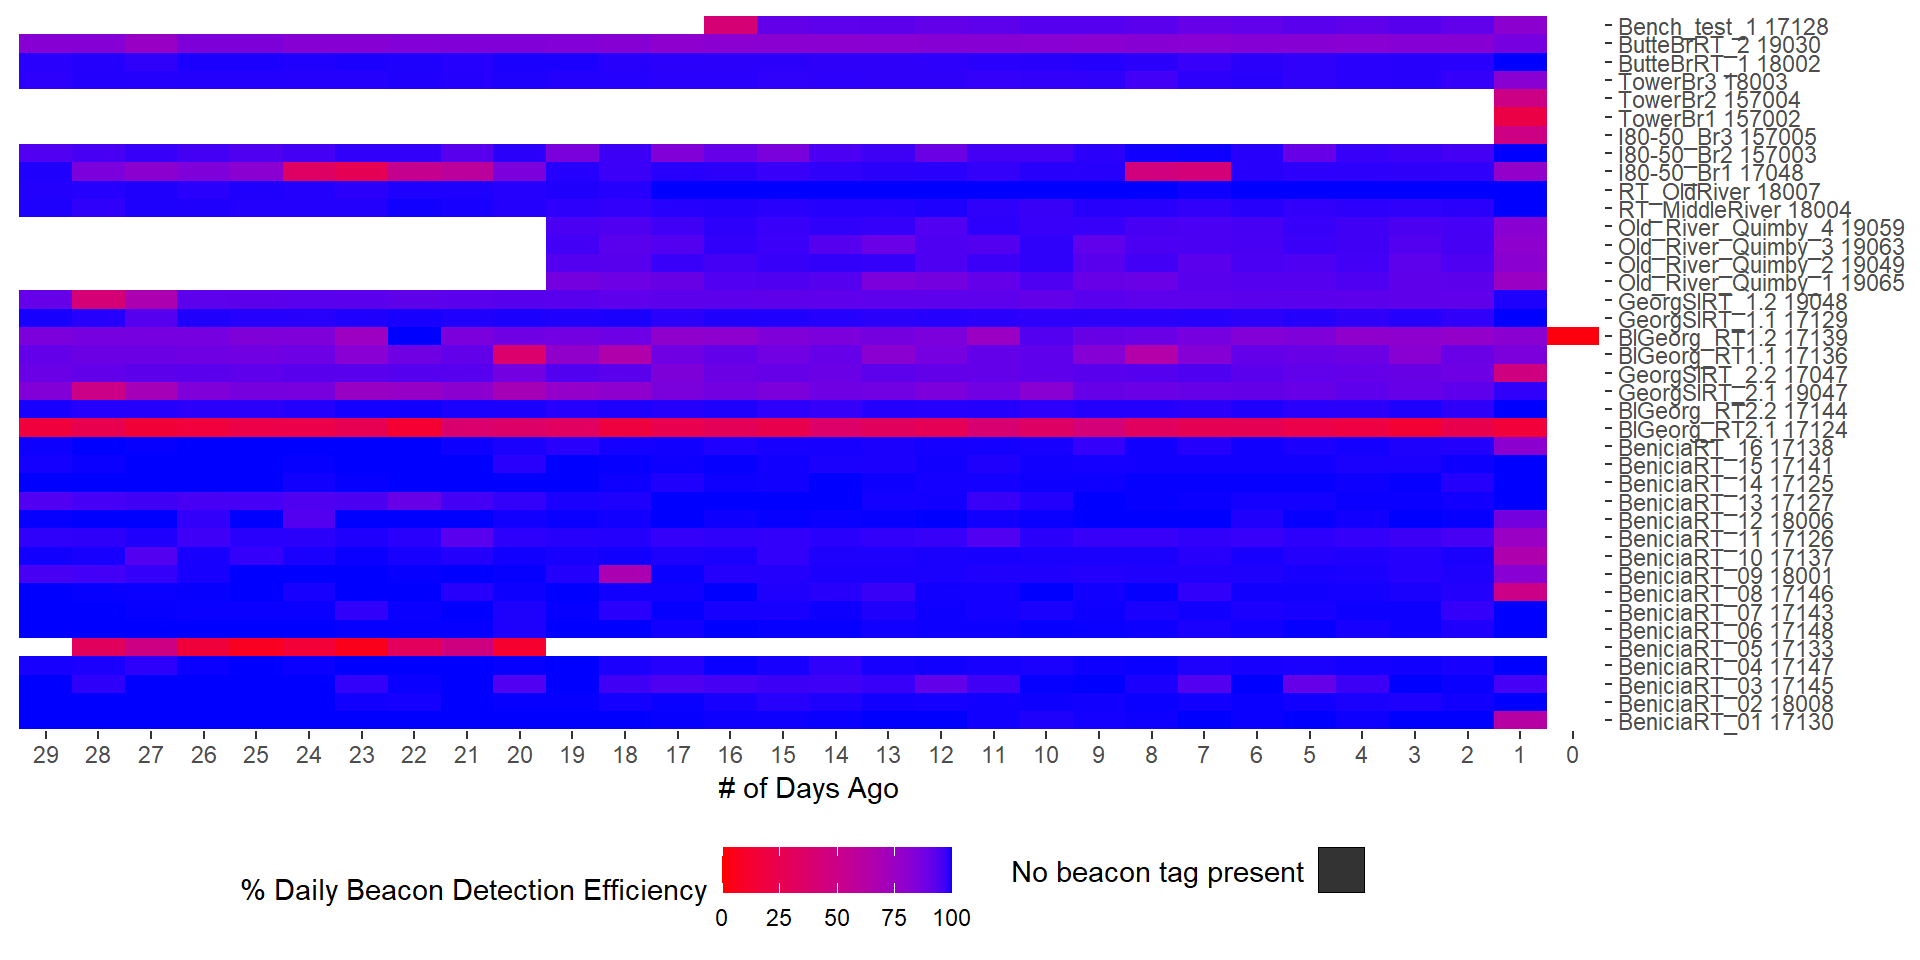 Bench_test_1 17128
ButteBrRT_2 19030
ButteBrRT_1 18002
TowerBr3 18003
TowerBr2 157004
TowerBr1 157002
I80-50_Br3 157005
I80-50_Br2 157003
I80-50_Br1 17048
RT_OldRiver 18007
RT_MiddleRiver 18004
Old_River_Quimby_4 19059
Old_River_Quimby_3 19063
Old_River_Quimby_2 19049
Old_River_Quimby_1 19065
GeorgSlRT_1.2 19048
GeorgSlRT_1.1 17129
BlGeorg_RT1.2 17139
BlGeorg_RT1.1 17136
GeorgSlRT_2.2 17047
GeorgSlRT_2.1 19047
BlGeorg_RT2.2 17144
BlGeorg_RT2.1 17124
BeniciaRT_16 17138
BeniciaRT_15 17141
BeniciaRT_14 17125
BeniciaRT_13 17127
BeniciaRT_12 18006
BeniciaRT_11 17126
BeniciaRT_10 17137
BeniciaRT_09 18001
BeniciaRT_08 17146
BeniciaRT_07 17143
BeniciaRT_06 17148
BeniciaRT_05 17133
BeniciaRT_04 17147
BeniciaRT_03 17145
BeniciaRT_02 18008
BeniciaRT_01 17130
29 28 27 26 25 24 23 22 21 20 19 18 17 16 15 14 13 12 11 10 9 8 7 6 5 4 3 2 1 0
# of Days Ago
% Daily Beacon Detection Efficiency
0 25 50 75 100
No beacon tag present